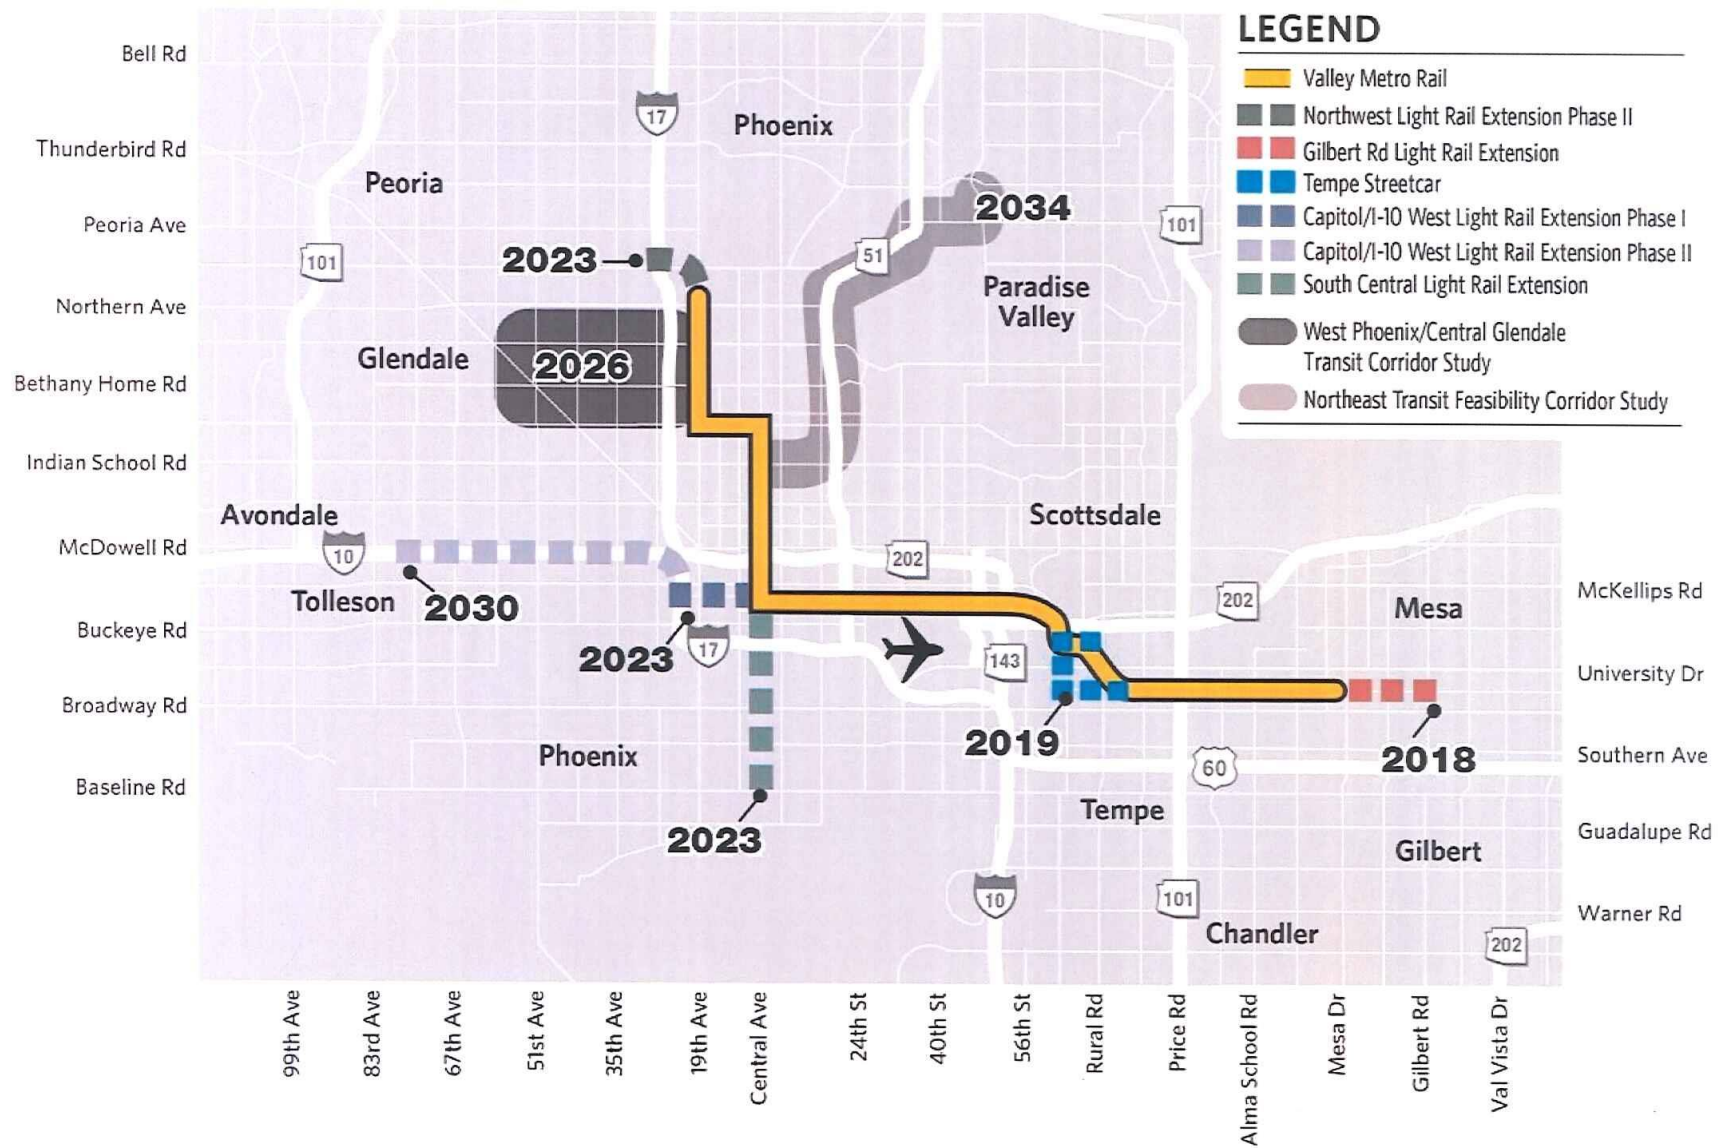 LEGEND
Valley Metro Rail
Northwest Light Rail Extension Phase II
Gilbert Rd Light Rail Extension
Tempe Streetcar
Capitol/I-10 West Light Rail Extension Phase I
Capitol/I-10 West Light Rail Extension Phase II
South Central Light Rail Extension
West Phoenix/Central Glendale
Transit Corridor Study
Northeast Transit Feasibility Corridor Study
Bell Rd
Thunderbird Rd
Peoria Ave
Northern Ave
Bethany Home Rd
Indian School Rd
McDowell Rd
Buckeye Rd
Broadway Rd
Baseline Rd
17
Phoenix
Peoria
2034
101
51
101
2023
Paradise
Valley
Glendale
2026
Avondale
Scottsdale
10
202
Tolleson
2030
202
Mesa
2023
17
143
2019
2018
Phoenix
60
Tempe
2023
Gilbert
10
101
Chandler
202
McKellips Rd
University Dr
Southern Ave
Guadalupe Rd
Warner Rd
99th Ave
83rd Ave
67th Ave
51st Ave
35th Ave
19th Ave
Central Ave
24th St
40th St
56th St
Rural Rd
Price Rd
Alma School Rd
Mesa Dr
Gilbert Rd
Val Vista Dr